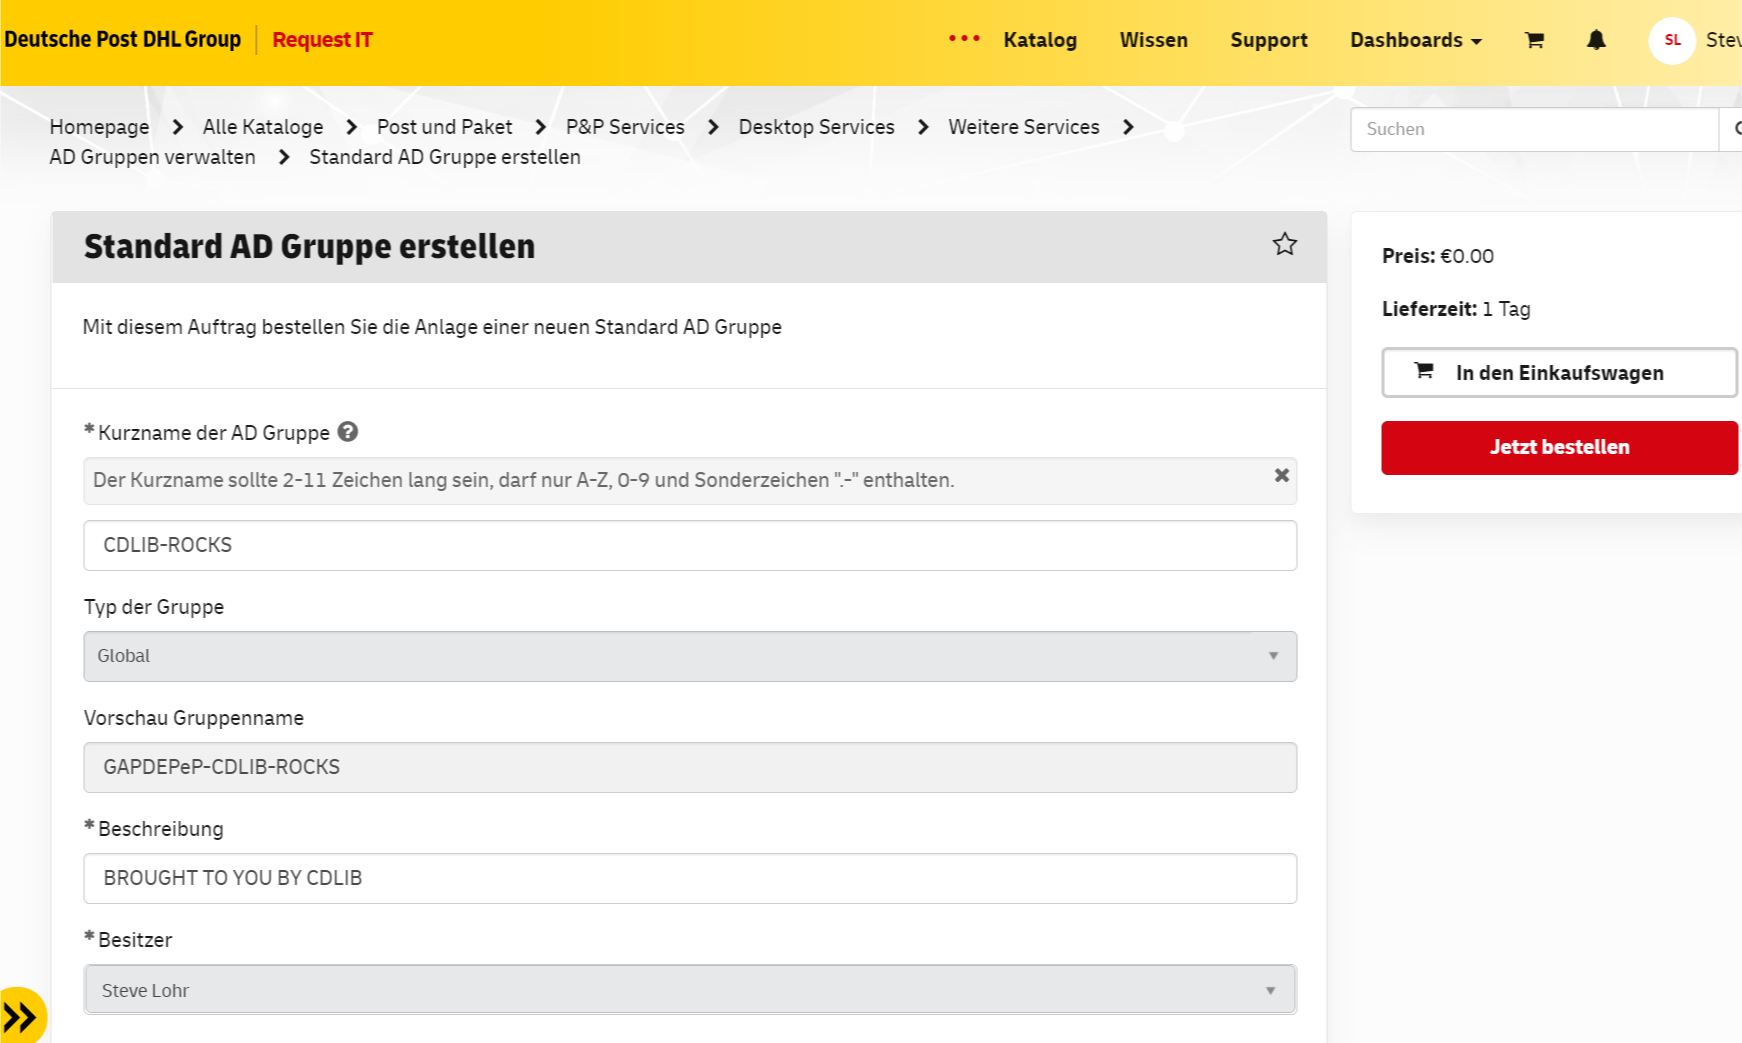 Deutsche Post DHL Group | Request IT
••• Katalog Wissen Support Dashboards SL
Homepage Alle Kataloge Post und Paket P&P Services Desktop Services Weitere Services
AD Gruppen verwalten Standard AD Gruppe erstellen
Suchen
Standard AD Gruppe erstellen
Mit diesem Auftrag bestellen Sie die Anlage einer neuen Standard AD Gruppe
* Kurzname der AD Gruppe ?
Der Kurzname sollte 2-11 Zeichen lang sein, darf nur A-Z, 0-9 und Sonderzeichen ".-" enthalten.
CDLIB-ROCKS
Typ der Gruppe
Global
Vorschau Gruppenname
GAPDEPeP-CDLIB-ROCKS
* Beschreibung
BROUGHT TO YOU BY CDLIB
* Besitzer
Steve Lohr
Preis: €0.00
Lieferzeit: 1 Tag
In den Einkaufswagen
Jetzt bestellen